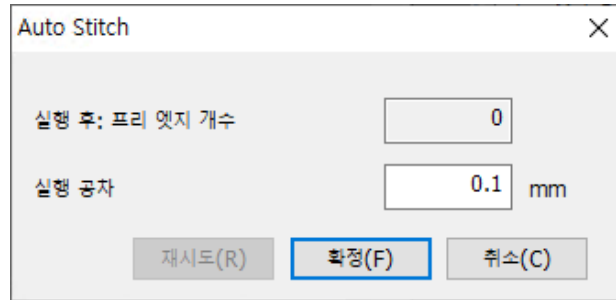 Auto Stitch
실행 후: 프리 엣지 개수 0
실행 공차 0.1 mm
재시도(R) 확정(F) 취소(C)